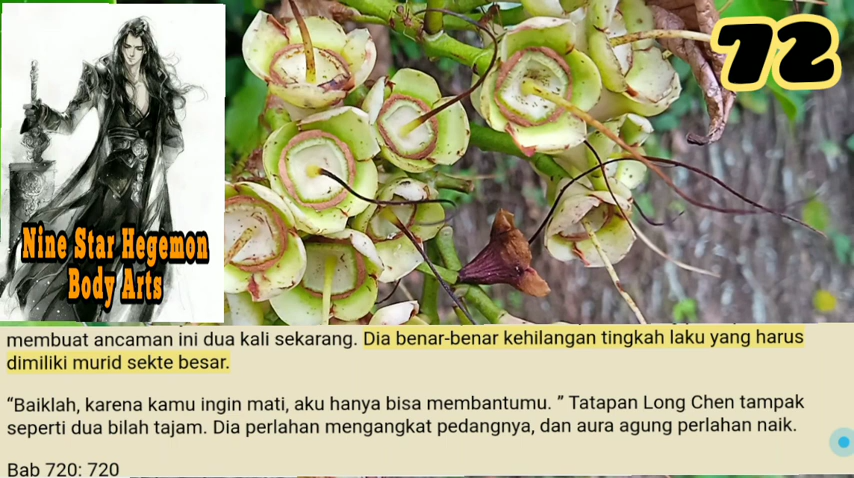 72
Nine Star Hegemon
Body Arts
membuat ancaman ini dua kali sekarang. Dia benar-benar kehilangan tingkah laku yang harus
dimiliki murid sekte besar.
“Baiklah, karena kamu ingin mati, aku hanya bisa membantumu. ” Tatapan Long Chen tampak
seperti dua bilah tajam. Dia perlahan mengangkat pedangnya, dan aura agung perlahan naik.
Bab 720: 720